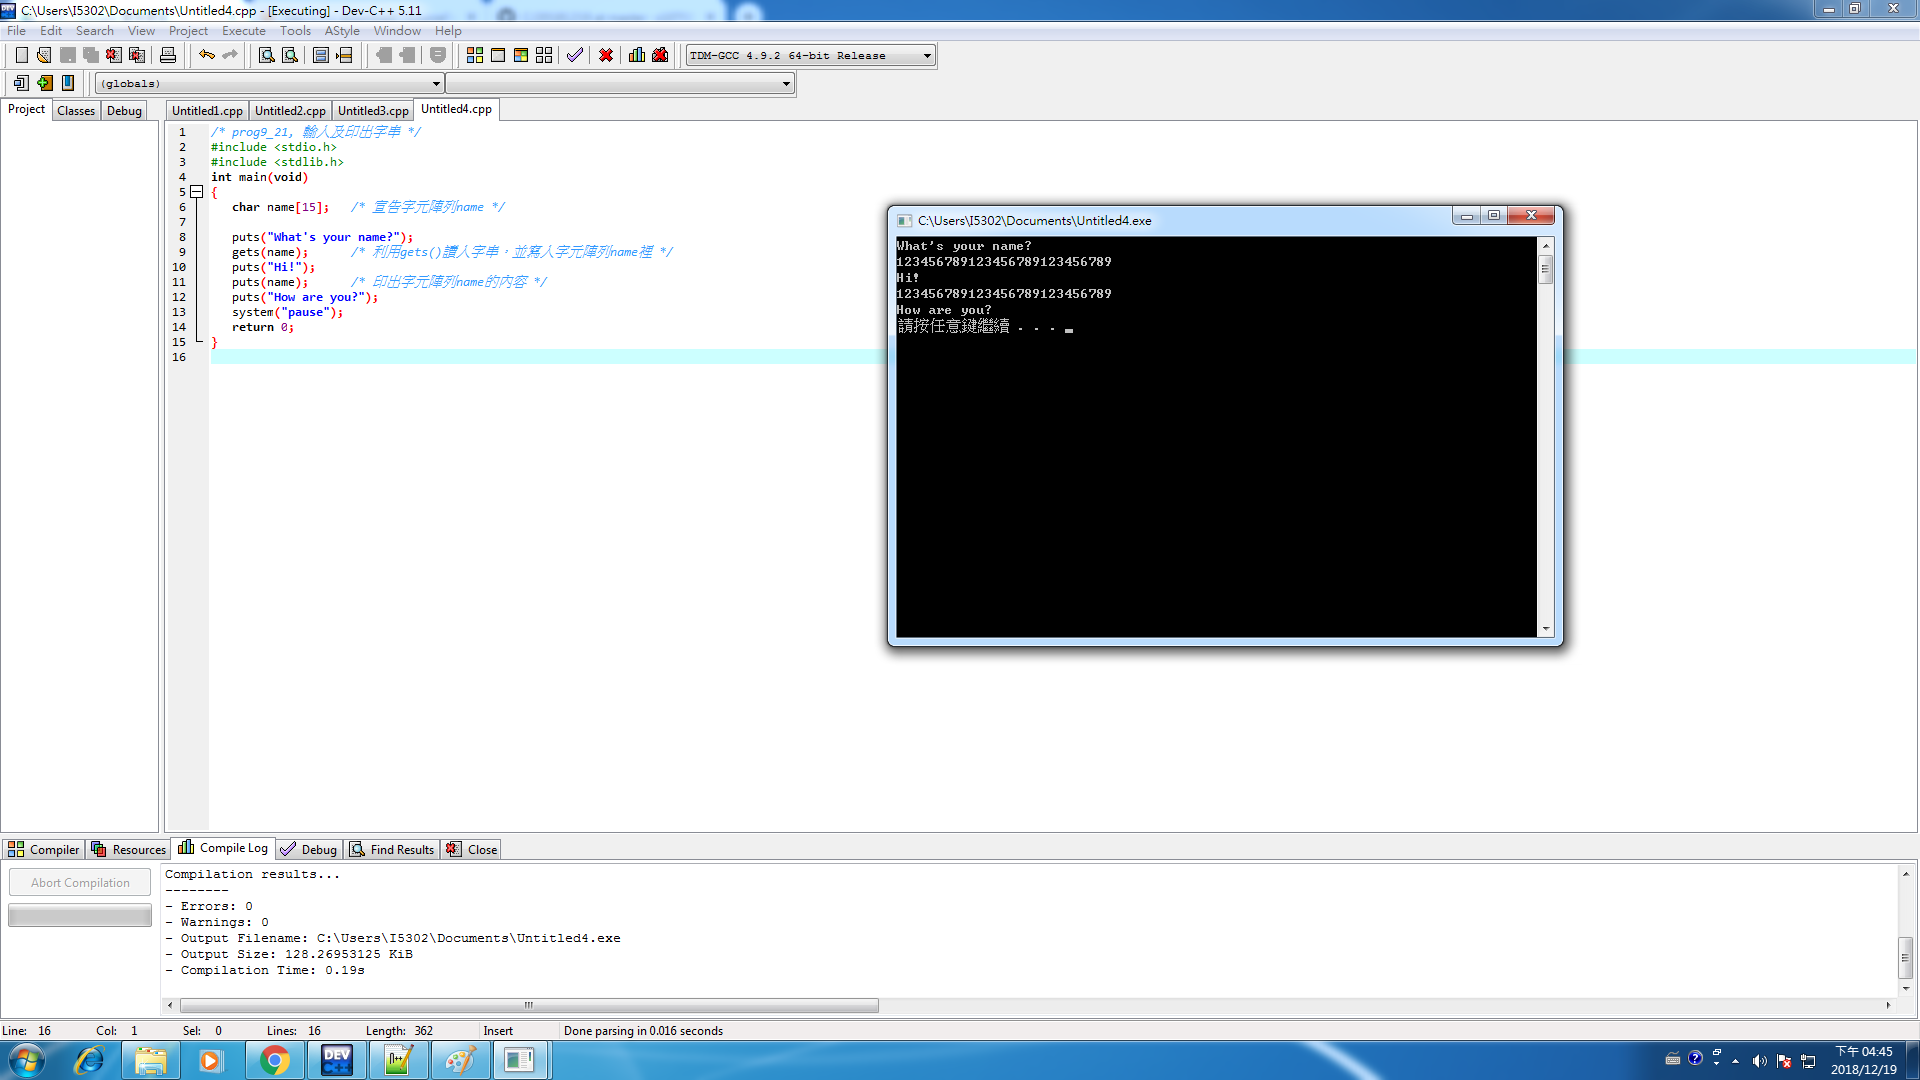 C:\Users\I5302\Documents\Untitled4.cpp - [Executing] - Dev-C++ 5.11
File Edit Search View Project Execute Tools AStyle Window Help
TDM-GCC 4.9.2 64-bit Release
(globals)
Project Classes Debug
Untitled1.cpp Untitled2.cpp Untitled3.cpp Untitled4.cpp
1 /* prog9_21, 輸入及印出字串 */
2 #include <stdio.h>
3 #include <stdlib.h>
4 int main(void)
5 {
6 char name[15]; /* 宣告字元陣列name */
7
8 puts("What's your name?");
9 gets(name); /* 利用gets()讀入字串，並寫入字元陣列name裡 */
10 puts("Hi!");
11 puts(name); /* 印出字元陣列name的內容 */
12 puts("How are you?");
13 system("pause");
14 return 0;
15 }
16
C:\Users\I5302\Documents\Untitled4.exe
What's your name?
123456789123456789123456789
Hi!
123456789123456789123456789
How are you?
請按任意鍵繼續 . . .
Compiler Resources Compile Log Debug Find Results Close
Abort Compilation
Compilation results...
--------
- Errors: 0
- Warnings: 0
- Output Filename: C:\Users\I5302\Documents\Untitled4.exe
- Output Size: 128.26953125 KiB
- Compilation Time: 0.19s
Line: 16 Col: 1 Sel: 0 Lines: 16 Length: 362 Insert Done parsing in 0.016 seconds
下午 04:45
2018/12/19